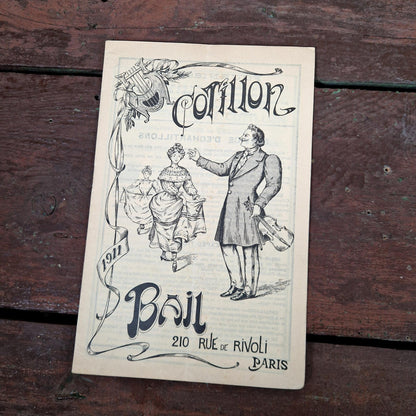 Cotillon
1911
Bail
210 RUE DE RIVOLI
PARIS